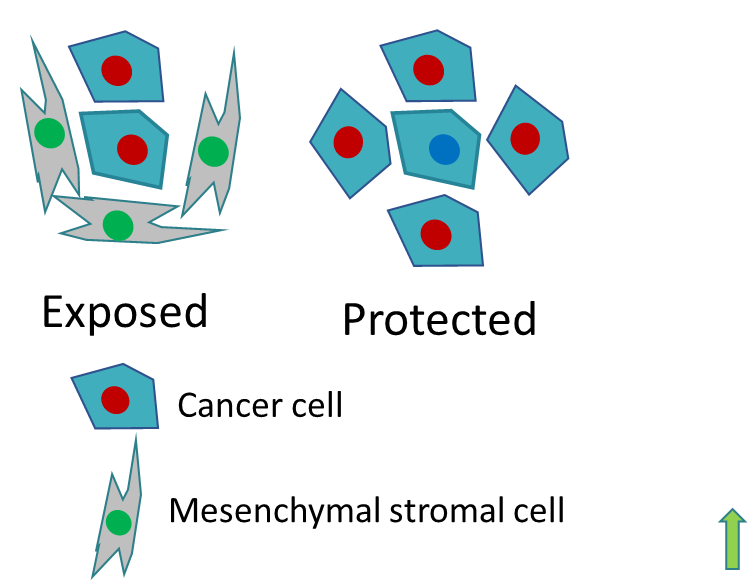 Exposed
Protected
Cancer cell
Mesenchymal stromal cell